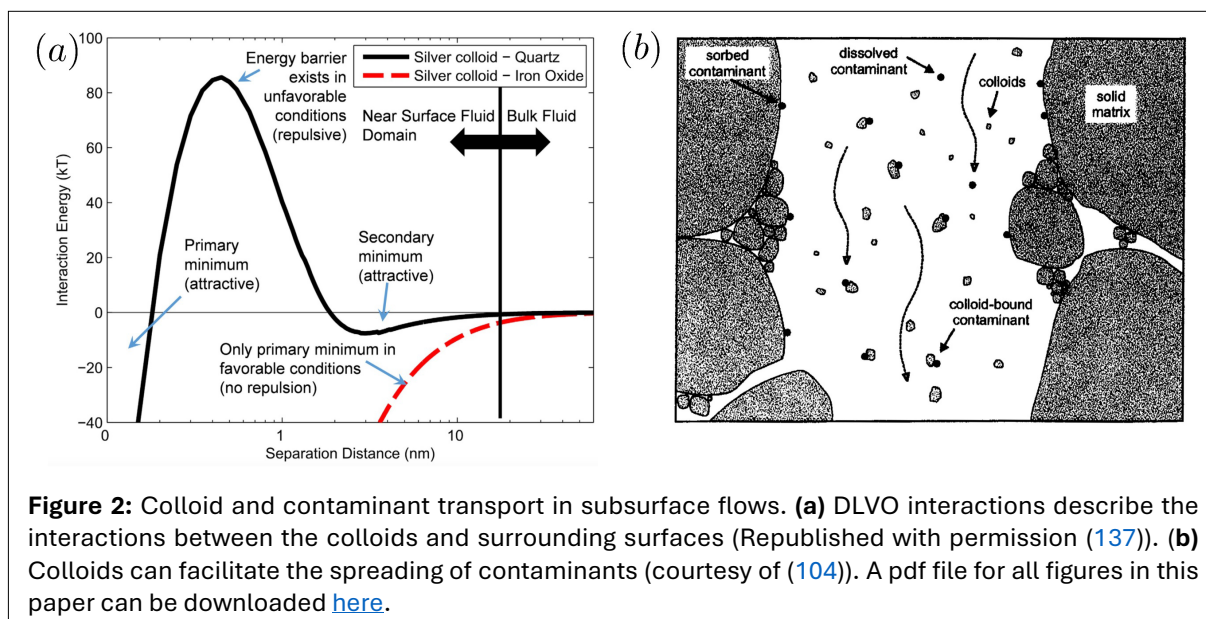 (a)
Energy barrier
exists in
unfavorable
conditions
(repulsive)
Silver colloid – Quartz
Silver colloid – Iron Oxide
Near Surface Fluid
Domain
Bulk Fluid
Primary
minimum
(attractive)
Secondary
minimum
(attractive)
Only primary minimum in
favorable conditions
(no repulsion)
Interaction Energy (kT)
100
80
60
40
20
0
−20
−40
0
0.1
1
10
Separation Distance (nm)
(b)
sorbed
contaminant
dissolved
contaminant
colloids
solid
matrix
colloid-bound
contaminant
Figure 2: Colloid and contaminant transport in subsurface flows. (a) DLVO interactions describe the
interactions between the colloids and surrounding surfaces (Republished with permission (137)). (b)
Colloids can facilitate the spreading of contaminants (courtesy of (104)). A pdf file for all figures in this
paper can be downloaded here.